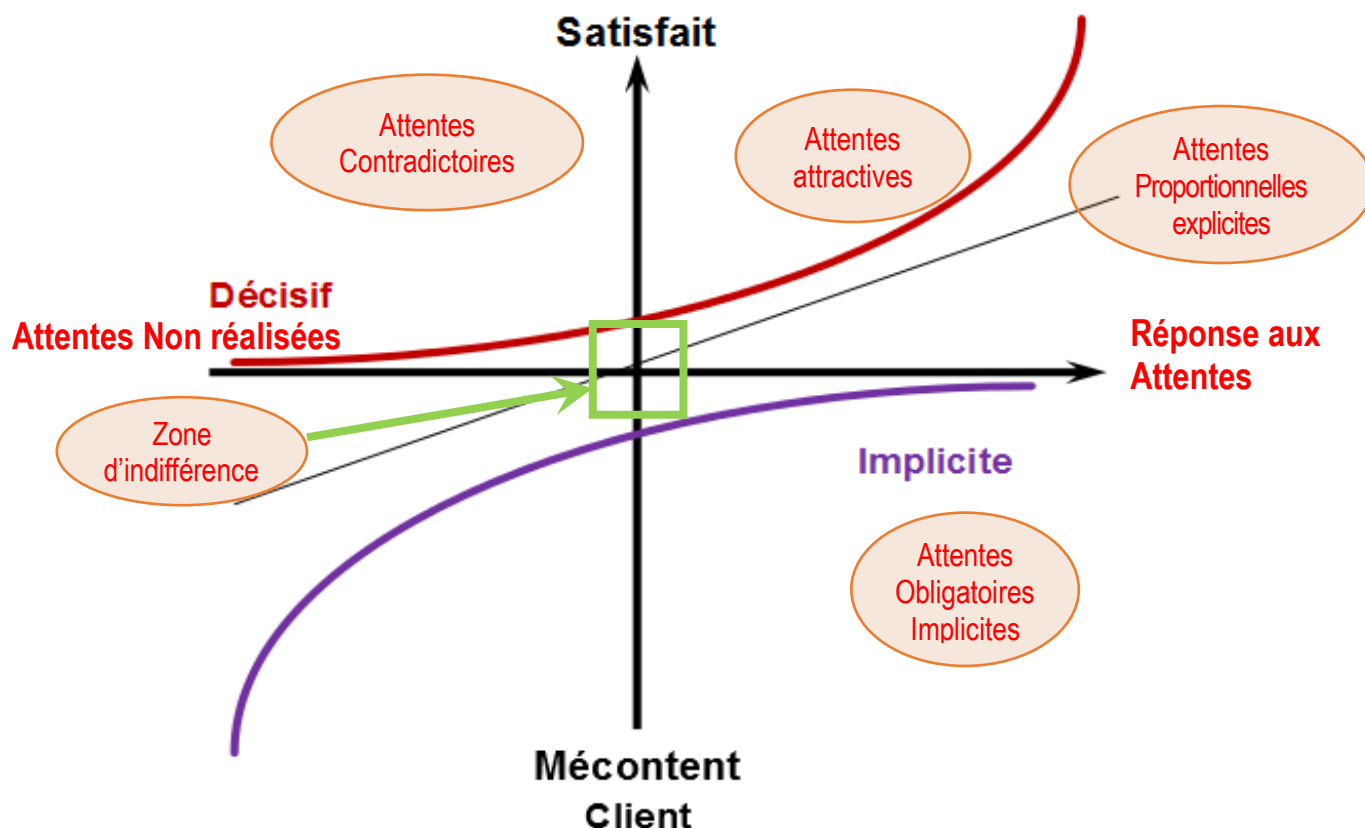 Satisfait
Attentes
Contradictoires
Attentes
attractives
Attentes
Proportionnelles
explicites
Décisif
Attentes Non réalisées
Réponse aux
Attentes
Zone
d'indifférence
Implicite
Attentes
Obligatoires
Implicites
Mécontent
Client